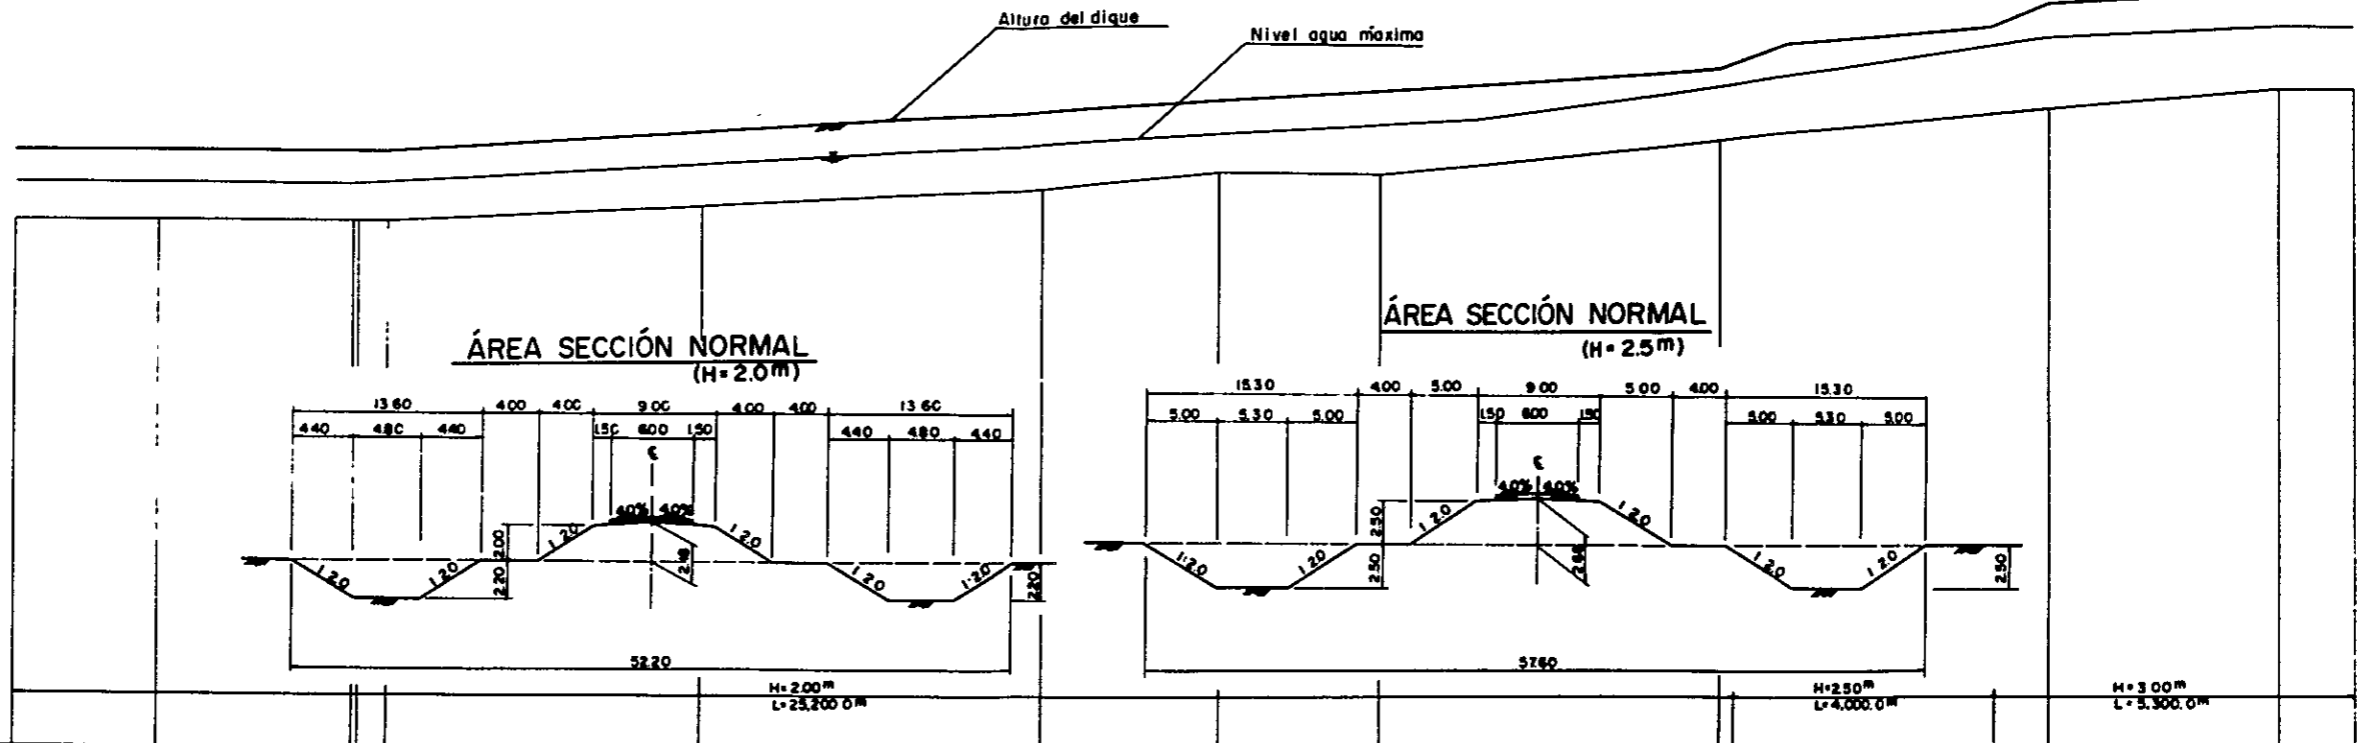 Altura del dique
Nivel agua maxima
ÁREA SECCIÓN NORMAL
(H=2.0m)
13.60 4.00 4.00 9.00 4.00 4.00 13.60
4.40 4.80 4.40 1.50 6.00 1.50 4.40 4.80 4.40
4.0% 4.0%
1:2.0 1:2.0 1:2.0 1:2.0 1:2.0 1:2.0
2.00
2.20
2.20
52.20
H=2.00m
L=25,200.0m
ÁREA SECCIÓN NORMAL
(H=2.5m)
15.30 4.00 5.00 9.00 5.00 4.00 15.30
5.00 5.30 5.00 1.50 6.00 1.50 5.00 5.30 5.00
4.0% 4.0%
1:2.0 1:2.0 1:2.0 1:2.0 1:2.0 1:2.0
2.50
2.50
2.50
57.60
H=2.50m
L=4,000.0m
H=3.00m
L=5,300.0m